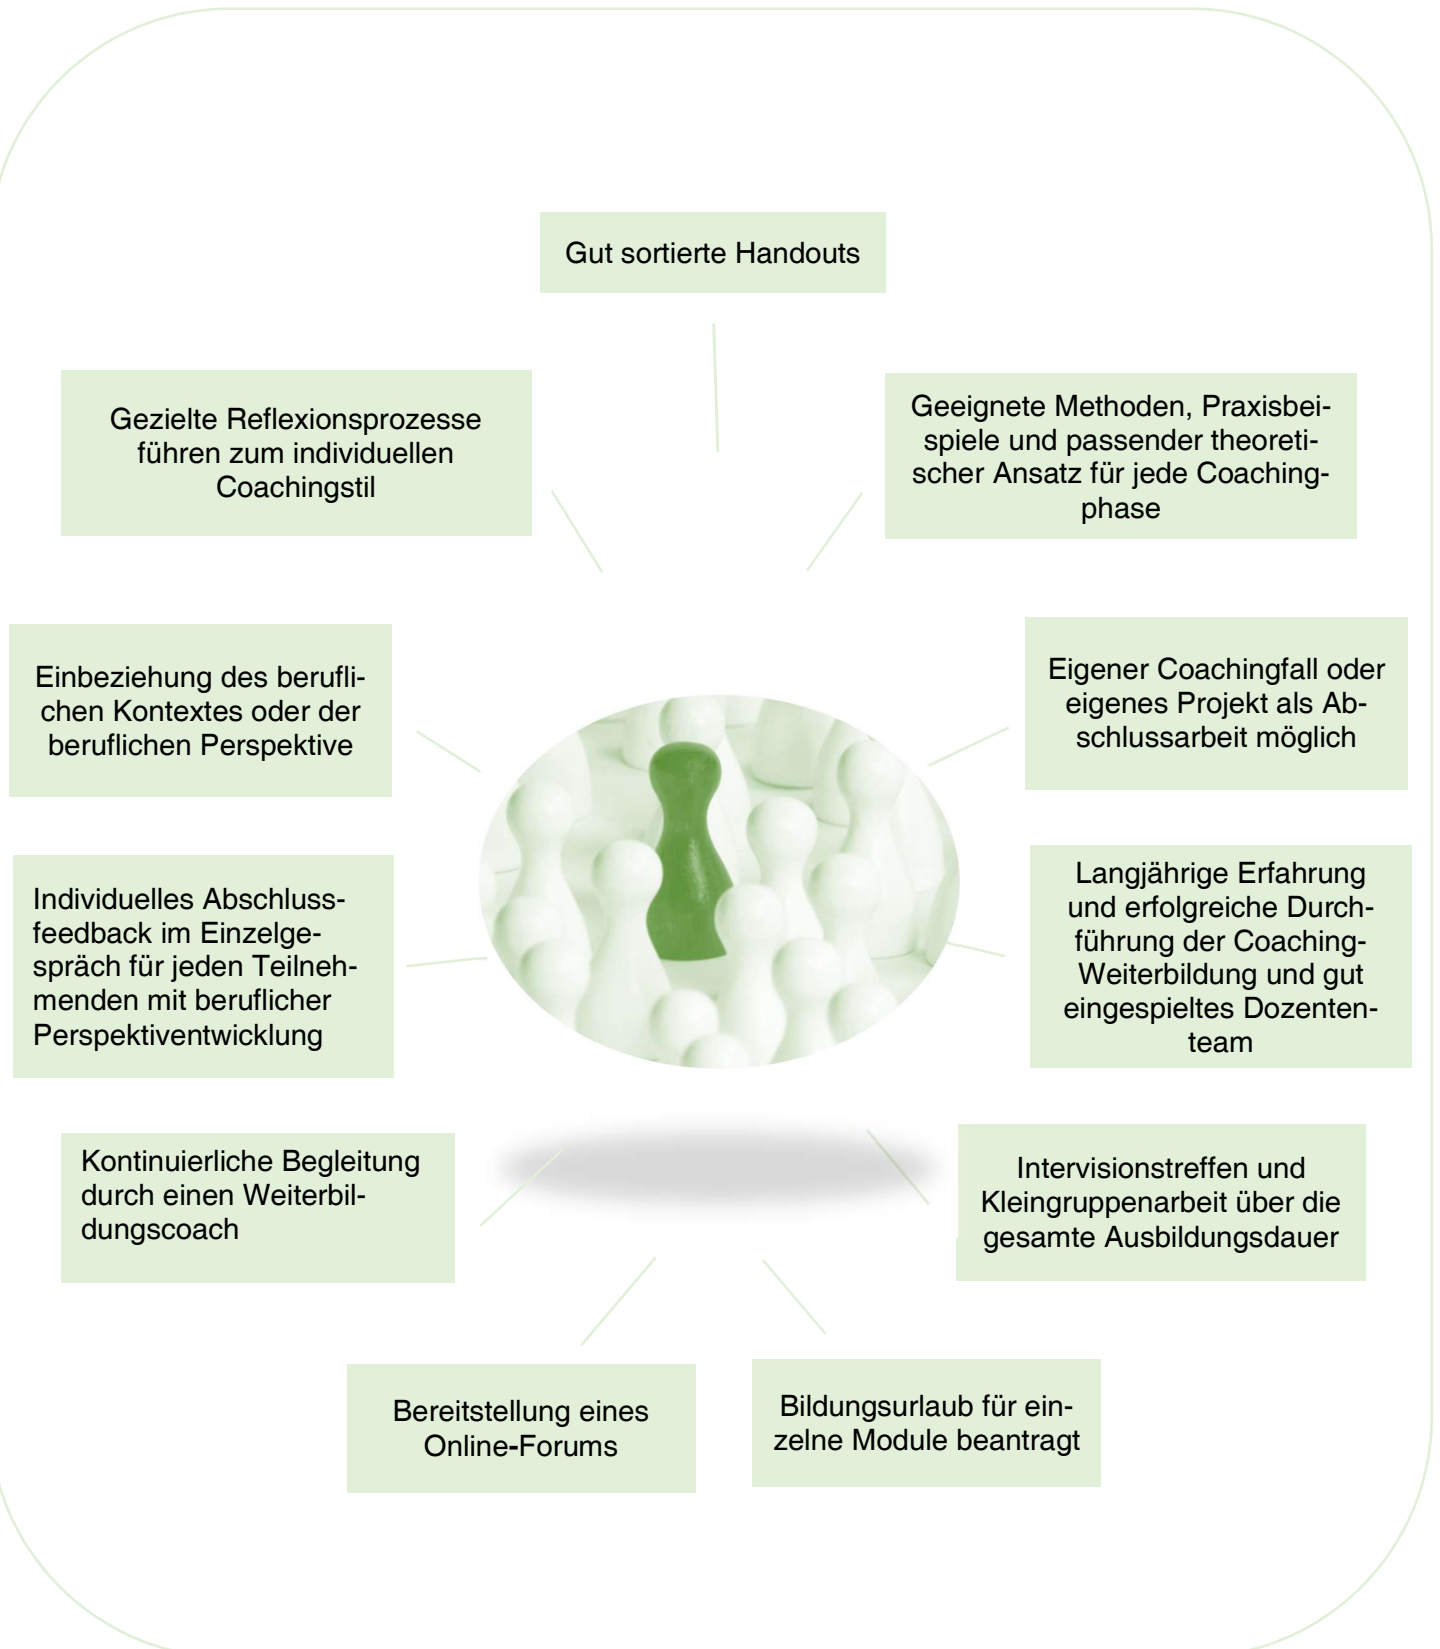 Gut sortierte Handouts
Gezielte Reflexionsprozesse
führen zum individuellen
Coachingstil
Geeignete Methoden, Praxisbei-
spiele und passender theoreti-
scher Ansatz für jede Coaching-
phase
Einbeziehung des berufli-
chen Kontextes oder der
beruflichen Perspektive
Eigener Coachingfall oder
eigenes Projekt als Ab-
schlussarbeit möglich
Individuelles Abschluss-
feedback im Einzelge-
spräch für jeden Teilneh-
menden mit beruflicher
Perspektiventwicklung
Langjährige Erfahrung
und erfolgreiche Durch-
führung der Coaching-
Weiterbildung und gut
eingespieltes Dozenten-
team
Kontinuierliche Begleitung
durch einen Weiterbil-
dungscoach
Intervisionstreffen und
Kleingruppenarbeit über die
gesamte Ausbildungsdauer
Bereitstellung eines
Online-Forums
Bildungsurlaub für ein-
zelne Module beantragt